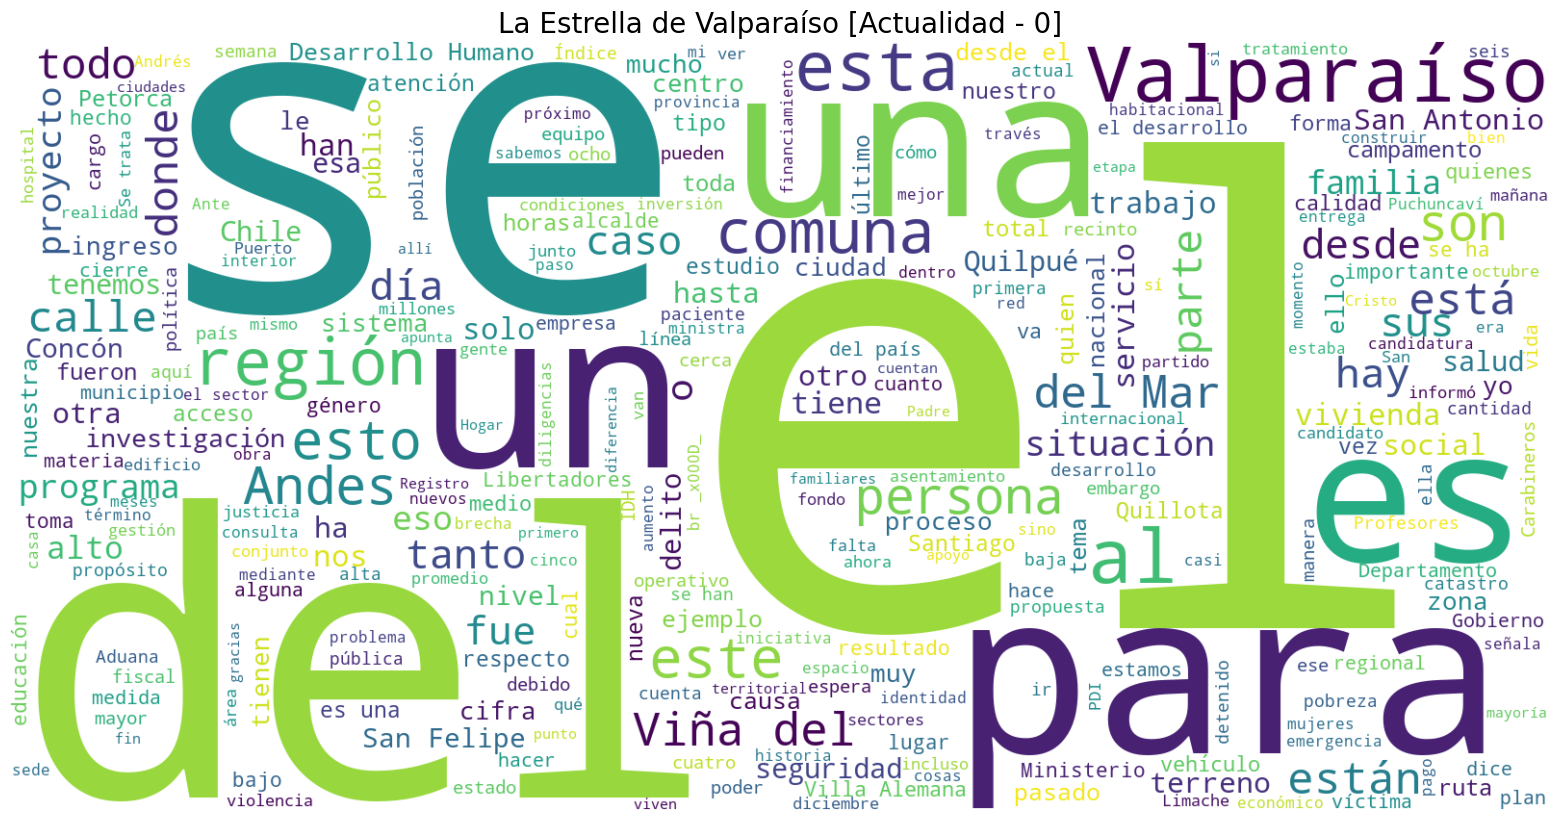 La Estrella de Valparaíso [Actualidad - 0]
Andrés semana Desarrollo Humano Índice mi ver desde el tratamiento seis
todo ciudades atención mucho esta actual Valparaíso si
Petorca centro nuestro
hecho provincia financiamiento habitacional
proyecto donde se le próximo tipo una través el desarrollo forma San Antonio
hospital cargo Se trata han público población equipo cómo último construir bien
esa sabemos ocho pueden etapa campamento
realidad Ante condiciones toda inversión mejor trabajo familia quienes
horas alcalde calidad Puchuncaví mañana
ingreso Chile Puerto caso comuna total recinto entrega son
interior allí junto desde se ha
cierre paso estudio ciudad dentro Quilpué parte importante octubre
tenemos política día millones hasta primera sí nacional servicio momento ello Cristo está
calle país mismo sistema apunta solo empresa paciente ministra red va quien partido estaba sus era
Concón región gente línea cerca del país candidatura San vida
fueron aquí un o otro cuentan cuanto el del Mar hay salud
municipio el sector tiene Padre informó yo
nuestra otra acceso género Hogar van internacional vivienda cantidad
investigación esto diligencias diferencia situación candidato social
materia edificio obra desarrollo vez
programa Andes Registro nuevos Libertadores IDH br _x000D_ familiares asentamiento embargo es ella Carabineros
meses medio fondo persona
toma término justicia ha eso brecha aumento delito proceso sino Quillota Profesores
casa gestión consulta nos primero Santiago al manera
alto conjunto tanto falta apoyo tema casi Departamento
propósito mediante alta promedio cinco operativo ahora baja catastro
del alguna nivel cual se han hace zona
educación fue nueva ejemplo propuesta Gobierno
problema iniciativa resultado para señala
Aduana área gracias pública respecto este espacio muy estamos ese regional
fiscal tienen debido cuenta territorial espera ir PDI detenido pobreza
medida es una cifra qué causa identidad mayoría
mayor San Felipe punto Viña del sectores lugar mujeres
fin hacer historia incluso emergencia
sede bajo cuatro seguridad cosas Ministerio vehículo están pago dice
estado poder Villa Alemana pasado terreno ruta
violencia viven diciembre Limache económico víctima plan